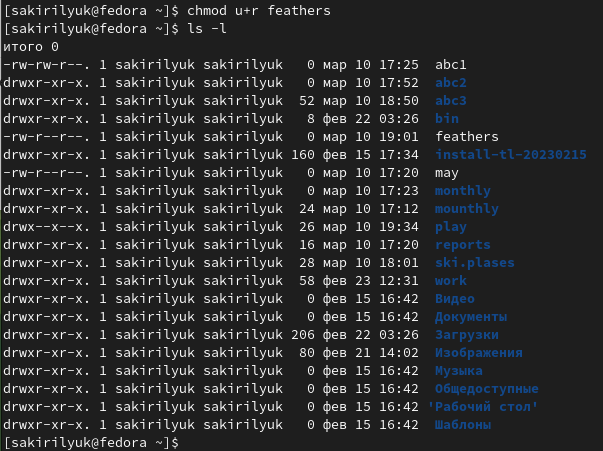 [sakirilyuk@fedora ~]$ chmod u+r feathers
[sakirilyuk@fedora ~]$ ls -l
итого 0
-rw-rw-r--. 1 sakirilyuk sakirilyuk   0 мар 10 17:25  abc1
drwxr-xr-x. 1 sakirilyuk sakirilyuk   0 мар 10 17:52  abc2
drwxr-xr-x. 1 sakirilyuk sakirilyuk  52 мар 10 18:50  abc3
drwxr-xr-x. 1 sakirilyuk sakirilyuk   8 фев 22 03:26  bin
-rw-r--r--. 1 sakirilyuk sakirilyuk   0 мар 10 19:01  feathers
drwxr-xr-x. 1 sakirilyuk sakirilyuk 160 фев 15 17:34  install-tl-20230215
-rw-r--r--. 1 sakirilyuk sakirilyuk   0 мар 10 17:20  may
drwxr-xr-x. 1 sakirilyuk sakirilyuk   0 мар 10 17:23  monthly
drwxr-xr-x. 1 sakirilyuk sakirilyuk  24 мар 10 17:12  mounthly
drwx--x--x. 1 sakirilyuk sakirilyuk  26 мар 10 19:34  play
drwxr-xr-x. 1 sakirilyuk sakirilyuk  16 мар 10 17:20  reports
drwxr-xr-x. 1 sakirilyuk sakirilyuk  28 мар 10 18:01  ski.plases
drwxr-xr-x. 1 sakirilyuk sakirilyuk  58 фев 23 12:31  work
drwxr-xr-x. 1 sakirilyuk sakirilyuk   0 фев 15 16:42  Видео
drwxr-xr-x. 1 sakirilyuk sakirilyuk   0 фев 15 16:42  Документы
drwxr-xr-x. 1 sakirilyuk sakirilyuk 206 фев 22 03:26  Загрузки
drwxr-xr-x. 1 sakirilyuk sakirilyuk  80 фев 21 14:02  Изображения
drwxr-xr-x. 1 sakirilyuk sakirilyuk   0 фев 15 16:42  Музыка
drwxr-xr-x. 1 sakirilyuk sakirilyuk   0 фев 15 16:42  Общедоступные
drwxr-xr-x. 1 sakirilyuk sakirilyuk   0 фев 15 16:42 'Рабочий стол'
drwxr-xr-x. 1 sakirilyuk sakirilyuk   0 фев 15 16:42  Шаблоны
[sakirilyuk@fedora ~]$